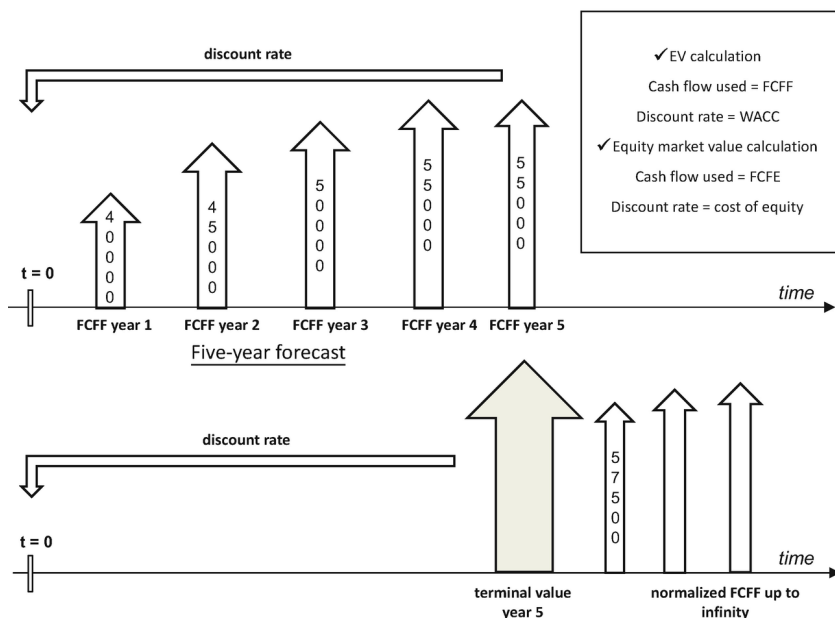 discount rate
✓EV calculation
Cash flow used = FCFF
Discount rate = WACC
✓Equity market value calculation
Cash flow used = FCFE
Discount rate = cost of equity
40000
45000
50000
55000
55000
t = 0
time
FCFF year 1
FCFF year 2
FCFF year 3
FCFF year 4
FCFF year 5
Five-year forecast
discount rate
57500
t = 0
time
terminal value
year 5
normalized FCFF up to
infinity